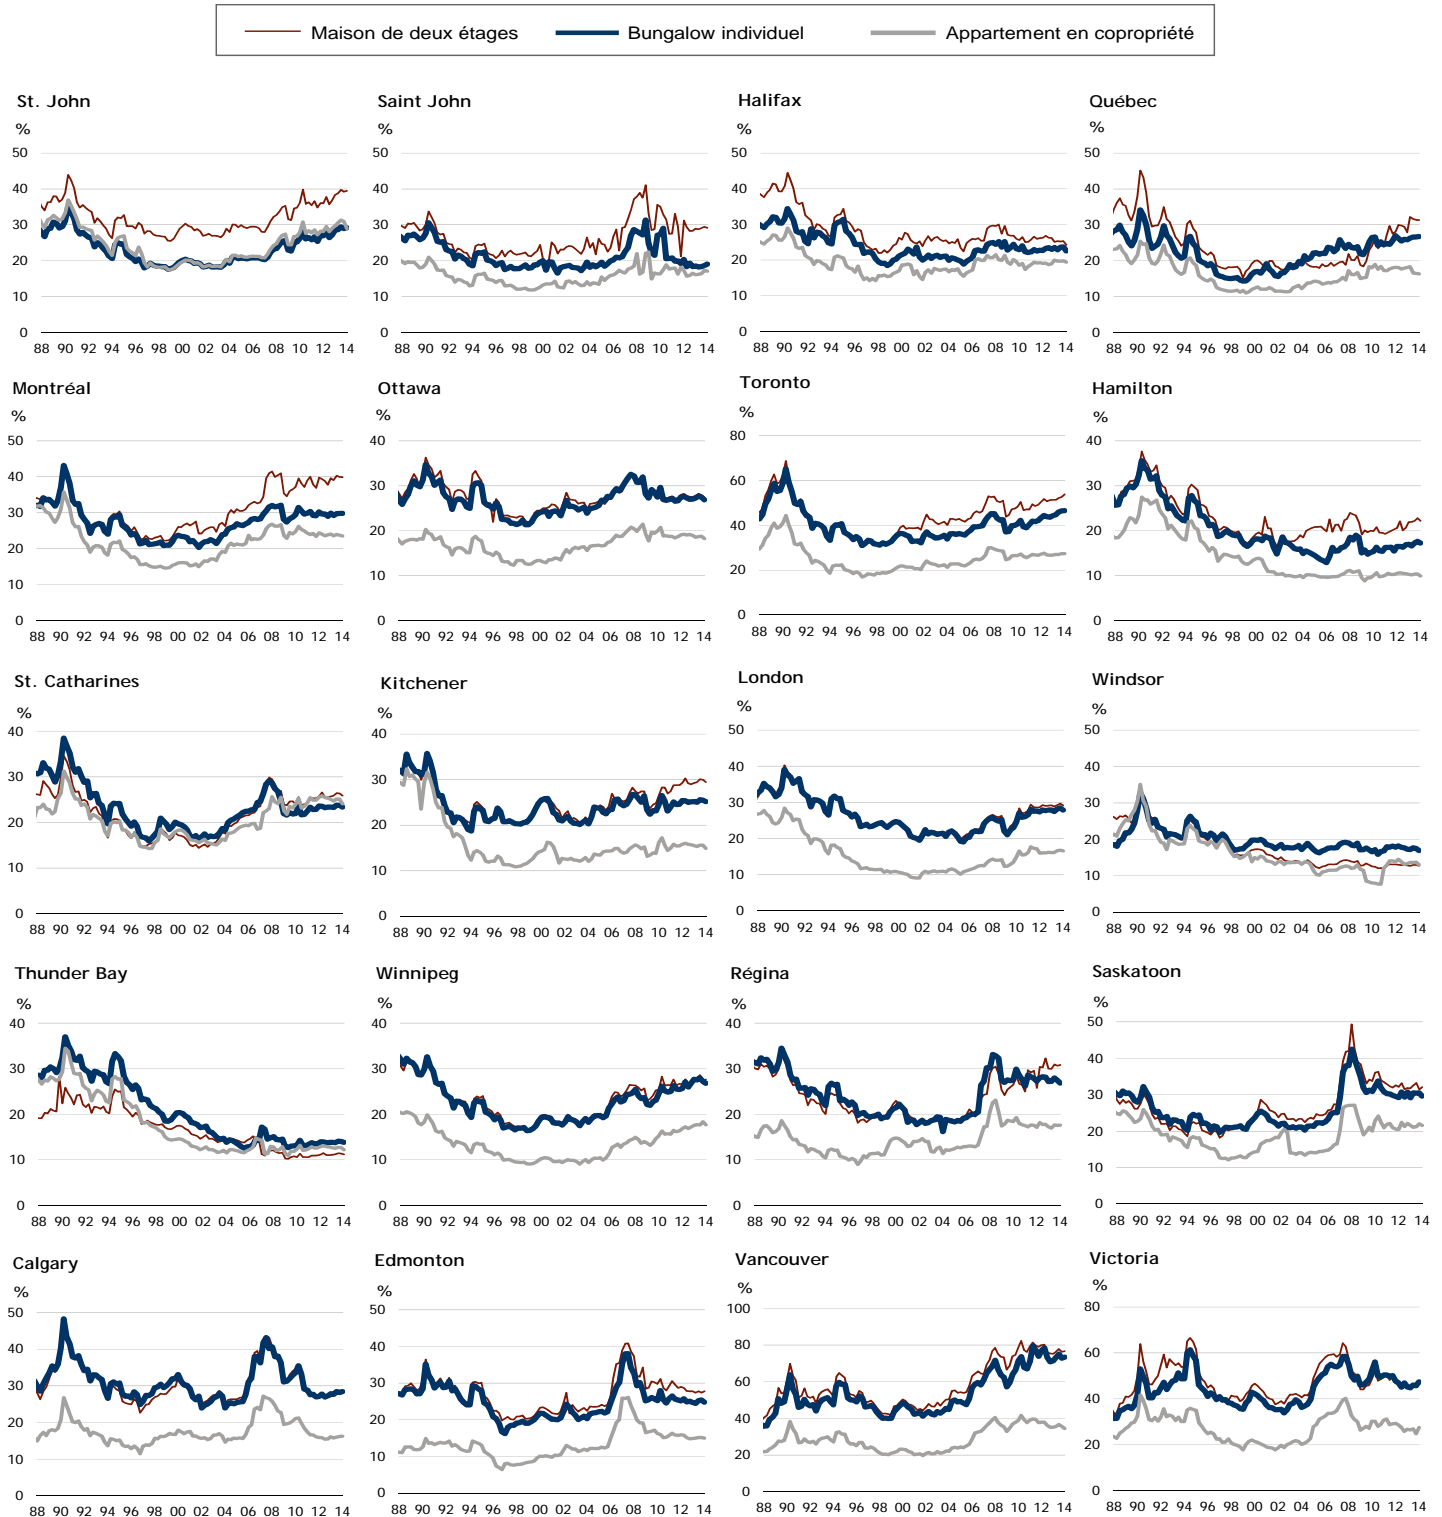 Maison de deux étages Bungalow individuel Appartement en copropriété
St. John Saint John Halifax Québec
% % % %
50 50 50 50
40 40 40 40
30 30 30 30
20 20 20 20
10 10 10 10
0 0 0 0
88 90 92 94 96 98 00 02 04 06 08 10 12 14 88 90 92 94 96 98 00 02 04 06 08 10 12 14 88 90 92 94 96 98 00 02 04 06 08 10 12 14 88 90 92 94 96 98 00 02 04 06 08 10 12 14
Montréal Ottawa Toronto Hamilton
% % % %
50 40 80 40
40 30 60 30
30 20 40 20
20 10 20 10
10 0 0 0
0
88 90 92 94 96 98 00 02 04 06 08 10 12 14 88 90 92 94 96 98 00 02 04 06 08 10 12 14 88 90 92 94 96 98 00 02 04 06 08 10 12 14 88 90 92 94 96 98 00 02 04 06 08 10 12 14
St. Catharines Kitchener London Windsor
% % % %
40 40 50 50
30 30 40 40
20 20 30 30
10 10 20 20
0 0 10 10
0 0
88 90 92 94 96 98 00 02 04 06 08 10 12 14 88 90 92 94 96 98 00 02 04 06 08 10 12 14 88 90 92 94 96 98 00 02 04 06 08 10 12 14 88 90 92 94 96 98 00 02 04 06 08 10 12 14
Thunder Bay Winnipeg Régina Saskatoon
% % % %
40 40 40 50
30 30 30 40
20 20 20 30
10 10 10 20
0 0 0 10
0
88 90 92 94 96 98 00 02 04 06 08 10 12 14 88 90 92 94 96 98 00 02 04 06 08 10 12 14 88 90 92 94 96 98 00 02 04 06 08 10 12 14 88 90 92 94 96 98 00 02 04 06 08 10 12 14
Calgary Edmonton Vancouver Victoria
% % % %
50 50 100 80
40 40 80 60
30 30 60 40
20 20 40 20
10 10 20 0
0 0 0
88 90 92 94 96 98 00 02 04 06 08 10 12 14 88 90 92 94 96 98 00 02 04 06 08 10 12 14 88 90 92 94 96 98 00 02 04 06 08 10 12 14 88 90 92 94 96 98 00 02 04 06 08 10 12 14